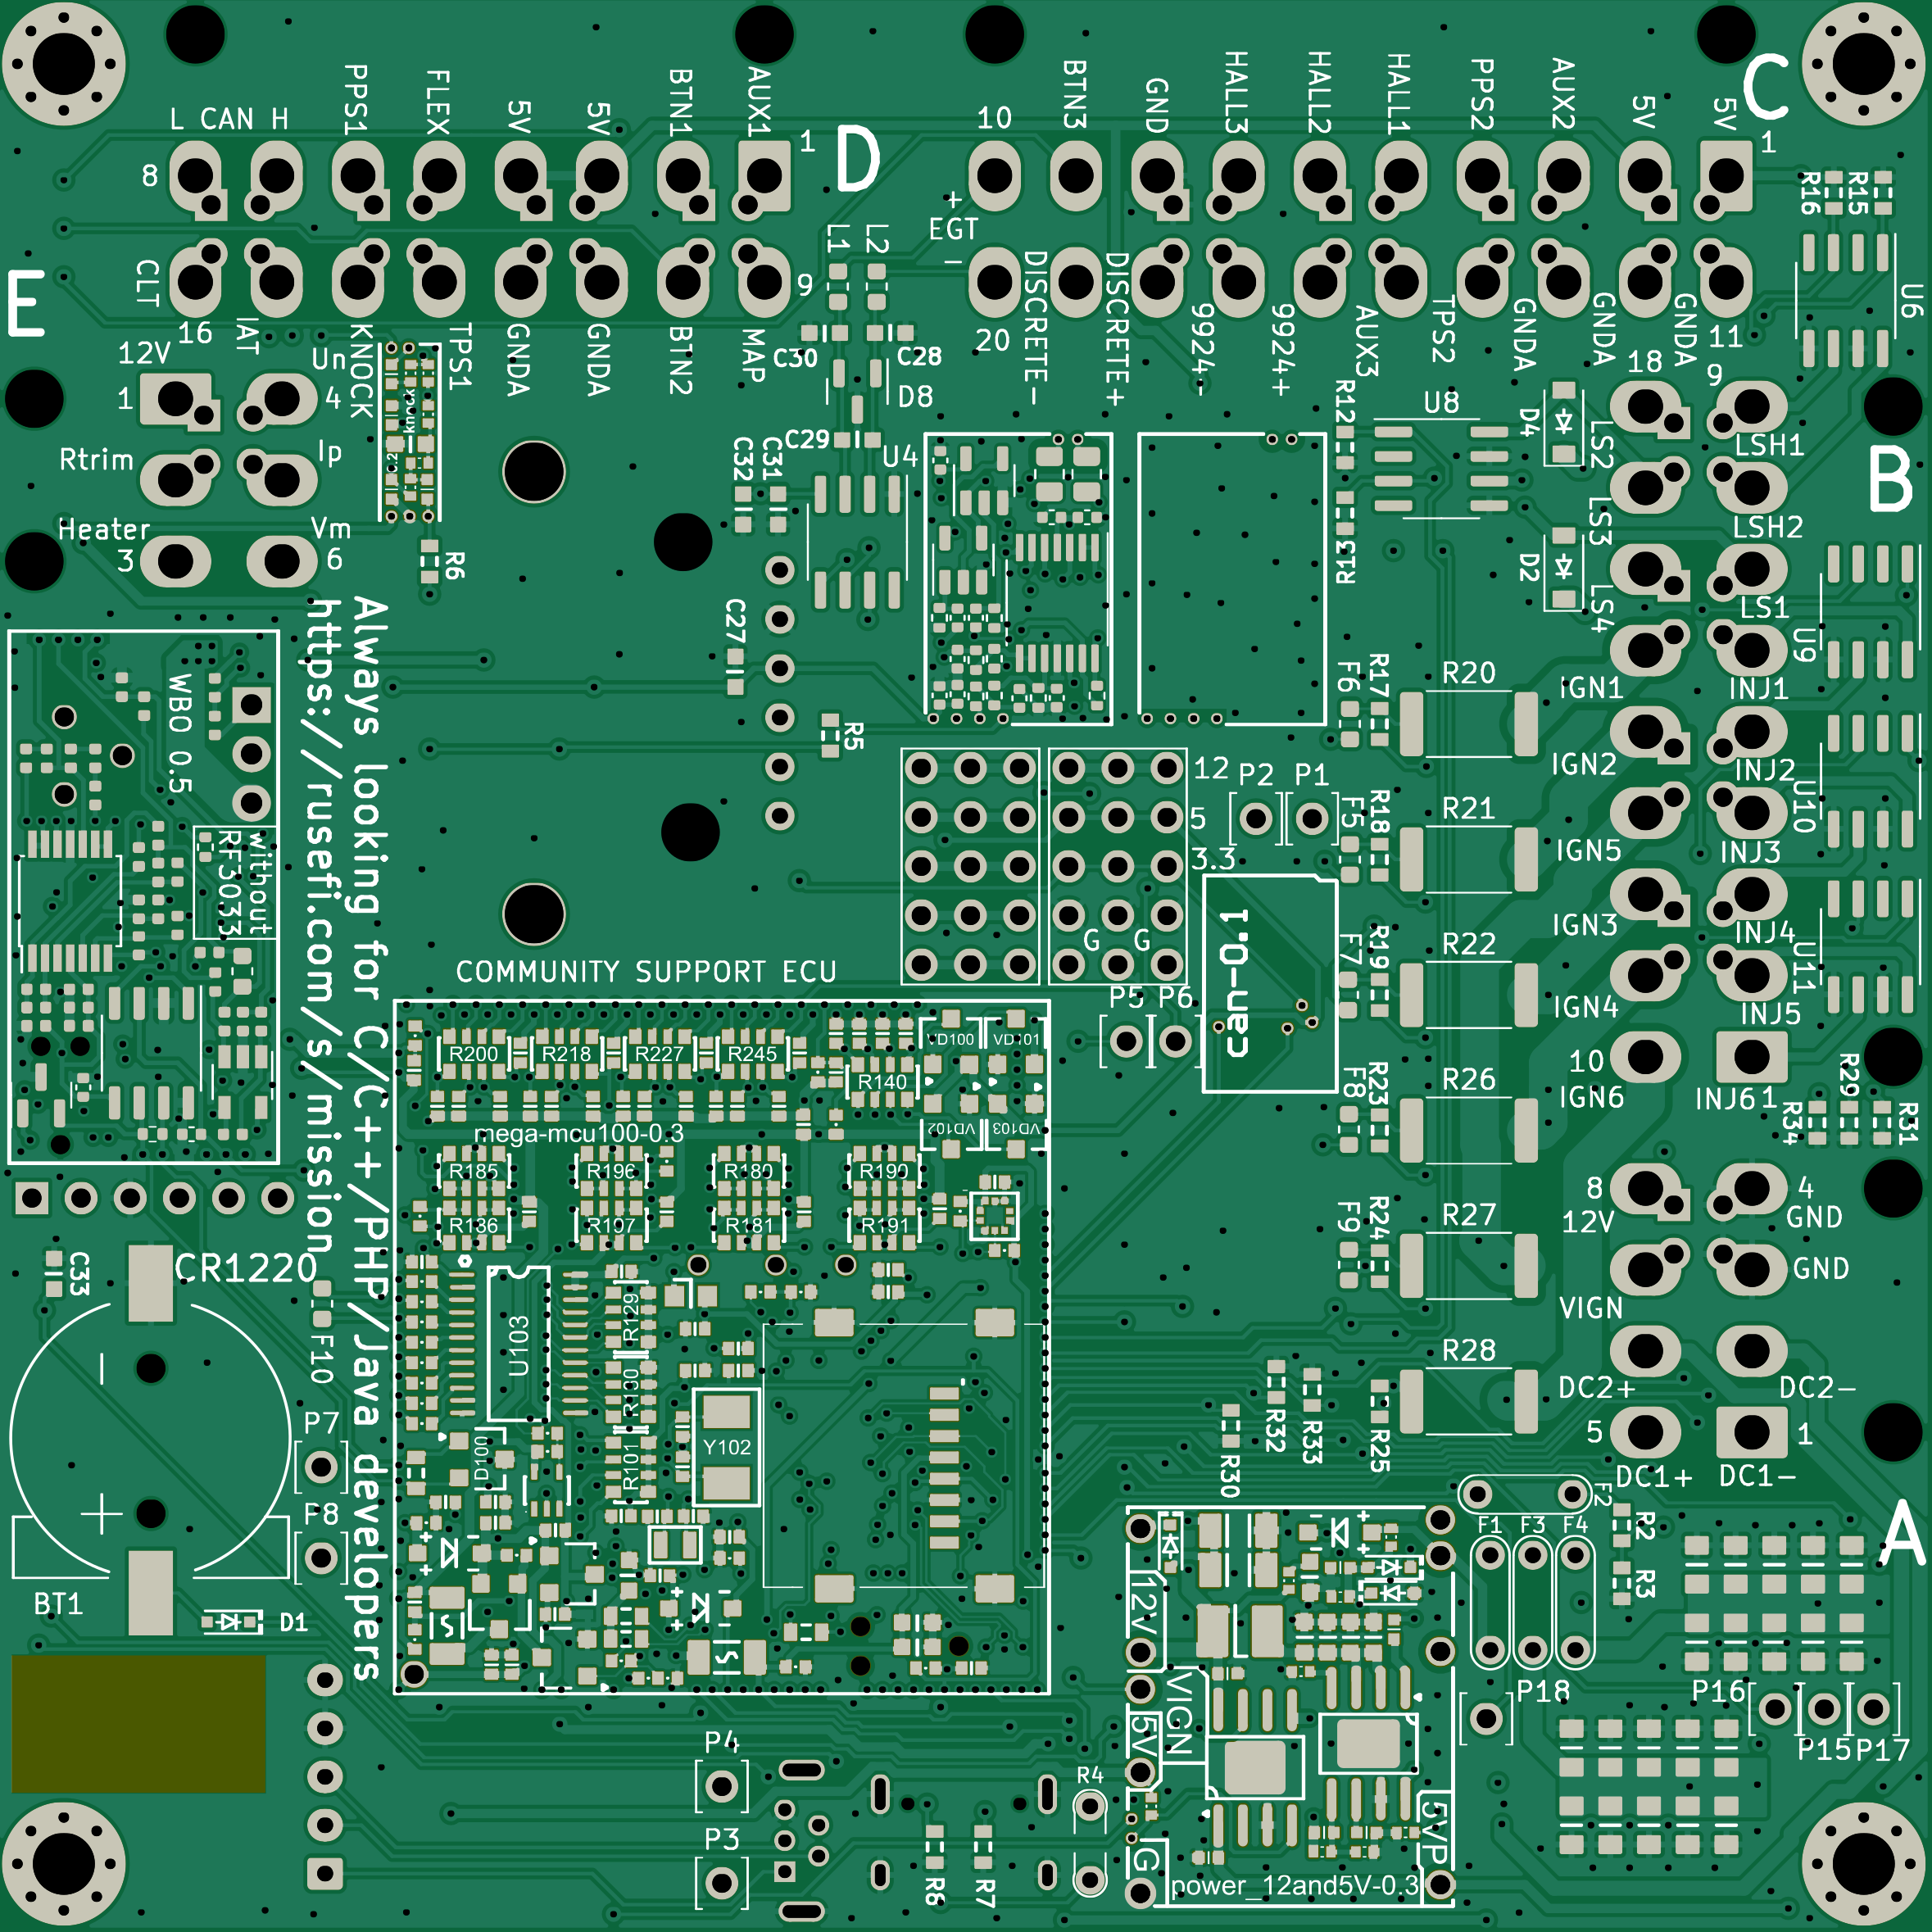 C
L CAN H
PPS1
FLEX
5V
5V
BTN1
AUX1
1
D
10
BTN3
GND
HALL3
HALL2
HALL1
PPS2
AUX2
5V
5V
1
8
R16
R15
+
EGT
-
L1
L2
E
CLT
16
IAT
KNOCK
TPS1
GNDA
GNDA
BTN2
MAP
9
20
DISCRETE-
DISCRETE+
9924-
9924+
AUX3
TPS2
GNDA
GNDA
GNDA
11
U6
12V
Un
1
4
C30
C28
D8
18
9
knock
Rtrim
Ip
C29
U4
C32
C31
R12
U8
D4
LS2
LSH1
B
Heater
3
Vm
6
R6
R13
D2
LS3
LSH2
LS4
LS1
U9
C27
R5
F6
R17
R20
IGN1
INJ1
WBO 0.5
without
RF3033
Always looking for C/C++/PHP/Java developers
https://rusefi.com/s/mission
12
5
3.3
G
G
P2
P1
F5
R18
R21
IGN2
INJ2
U10
IGN5
INJ3
can-0.1
IGN3
INJ4
U11
F7
R19
R22
IGN4
INJ5
COMMUNITY SUPPORT ECU
P5
P6
R200
R218
R227
R245
R140
VD100
VD101
VD102
VD103
mega-mcu100-0.3
10
IGN6
INJ6
1
R34
R29
R31
F8
R23
R26
R185
R196
R180
R190
R136
R107
R181
R191
8
12V
4
GND
GND
VIGN
F9
R24
R27
C33
CR1220
F10
U103
R129
R130
R101
Y102
D100
R28
R32
R33
R30
R25
DC2+
DC2-
5
1
DC1+
DC1-
P7
P8
BT1
D1
F2
F1
F3
F4
R2
R3
A
12V
VIGN
5V
G
5VP
power_12and5V-0.3
P18
P16
P15
P17
P4
P3
R8
R7
R4